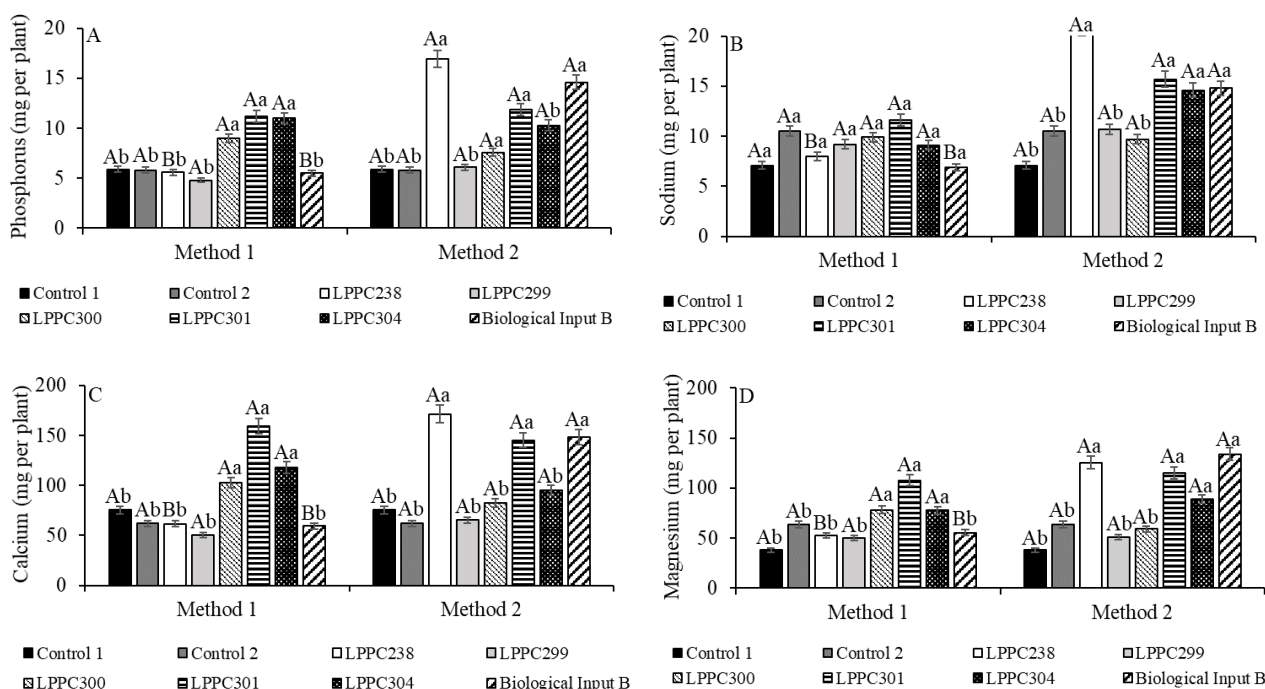 A
Phosphorus (mg per plant)
20
15
10
5
0
Ab Ab Bb Ab Aa Aa Aa Bb
Ab Ab Aa Ab Aa Aa Ab Aa
Method 1 Method 2
Control 1 Control 2 LPPC238 LPPC299
LPPC300 LPPC301 LPPC304 Biological Input B
B
Sodium (mg per plant)
20
15
10
5
0
Aa Aa Ba Aa Aa Aa Aa Ba
Ab Ab Aa Ab Ab Aa Aa Aa
Method 1 Method 2
Control 1 Control 2 LPPC238 LPPC299
LPPC300 LPPC301 LPPC304 Biological Input B
C
Calcium (mg per plant)
200
150
100
50
0
Ab Ab Bb Ab Aa Aa Aa Bb
Ab Ab Aa Ab Ab Aa Ab Aa
Method 1 Method 2
Control 1 Control 2 LPPC238 LPPC299
LPPC300 LPPC301 LPPC304 Biological Input B
D
Magnesium (mg per plant)
200
150
100
50
0
Ab Ab Bb Ab Aa Aa Aa Bb
Ab Ab Aa Ab Ab Aa Aa Aa
Method 1 Method 2
Control 1 Control 2 LPPC238 LPPC299
LPPC300 LPPC301 LPPC304 Biological Input B